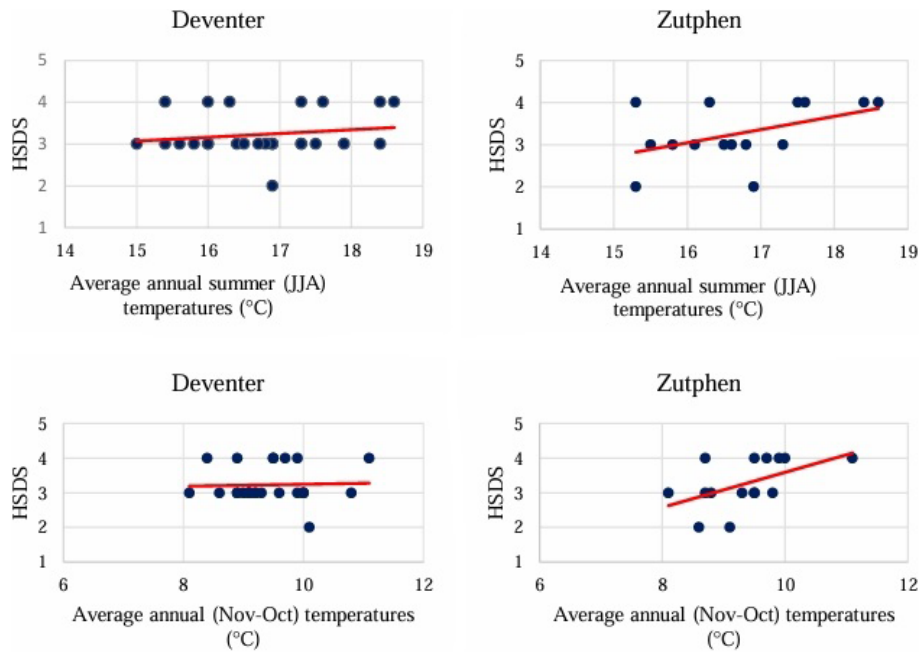 Deventer
5
4
3
2
1
HSDS
14 15 16 17 18 19
Average annual summer (JJA)
temperatures (°C)
Zutphen
5
4
3
2
1
HSDS
14 15 16 17 18 19
Average annual summer (JJA)
temperatures (°C)
Deventer
5
4
3
2
1
HSDS
6 8 10 12
Average annual (Nov-Oct) temperatures
(°C)
Zutphen
5
4
3
2
1
HSDS
6 8 10 12
Average annual (Nov-Oct) temperatures
(°C)